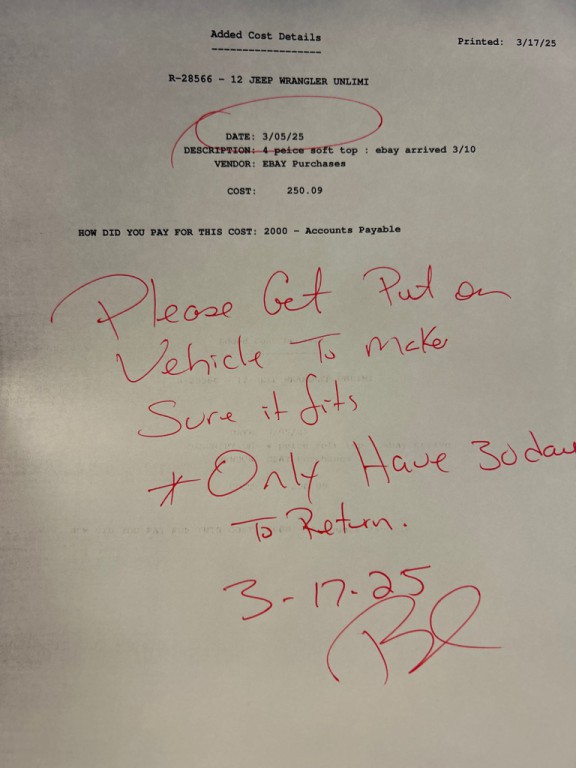 Added Cost Details
------------------
Printed: 3/17/25
R-28566 - 12 JEEP WRANGLER UNLIMI
DATE: 3/05/25
DESCRIPTION: 4 peice soft top : ebay arrived 3/10
VENDOR: EBAY Purchases
COST: 250.09
HOW DID YOU PAY FOR THIS COST: 2000 - Accounts Payable
Please Get Put on
Vehicle To make
Sure it fits
* Only Have 30 day
To Return.
3-17-25